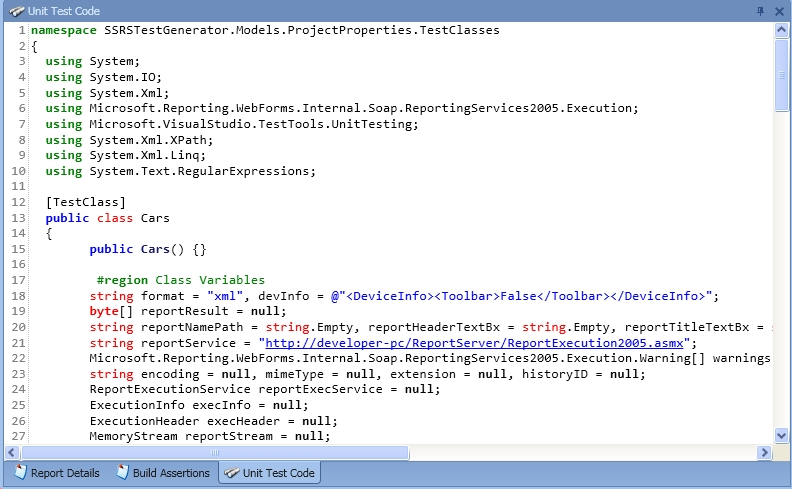 Unit Test Code
1 namespace SSRSTestGenerator.Models.ProjectProperties.TestClasses
2 {
3 using System;
4 using System.IO;
5 using System.Xml;
6 using Microsoft.Reporting.WebForms.Internal.Soap.ReportingServices2005.Execution;
7 using Microsoft.VisualStudio.TestTools.UnitTesting;
8 using System.Xml.XPath;
9 using System.Xml.Linq;
10 using System.Text.RegularExpressions;
11
12 [TestClass]
13 public class Cars
14 {
15 public Cars() {}
16
17 #region Class Variables
18 string format = "xml", devInfo = @"<DeviceInfo><Toolbar>False</Toolbar></DeviceInfo>";
19 byte[] reportResult = null;
20 string reportNamePath = string.Empty, reportHeaderTextBx = string.Empty, reportTitleTextBx =
21 string reportService = "http://developer-pc/ReportServer/ReportExecution2005.asmx";
22 Microsoft.Reporting.WebForms.Internal.Soap.ReportingServices2005.Execution.Warning[] warnings
23 string encoding = null, mimeType = null, extension = null, historyID = null;
24 ReportExecutionService reportExecService = null;
25 ExecutionInfo execInfo = null;
26 ExecutionHeader execHeader = null;
27 MemoryStream reportStream = null;
Report Details Build Assertions Unit Test Code